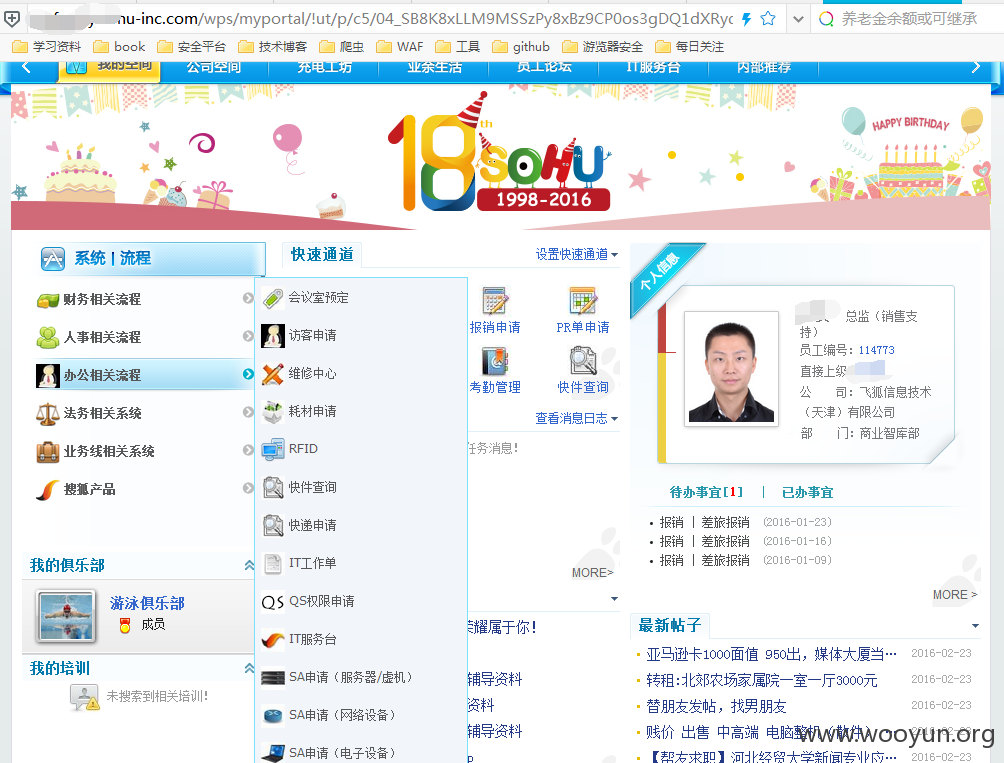 hu-inc.com/wps/myportal/!ut/p/c5/04_SB8K8xLLM9MSSzPy8xBz9CP0os3gDQ1dXRyc
养老金余额或可继承
学习资料 book 安全平台 技术博客 爬虫 WAF 工具 github 游览器安全 每日关注
我的空间 公司空间 充电工坊 业余生活 员工论坛 IT服务台 内部推荐
18th SOHU
1998-2016
HAPPY BIRTHDAY
系统 | 流程
财务相关流程
人事相关流程
办公相关流程
法务相关系统
业务线相关系统
搜狐产品
我的俱乐部
游泳俱乐部
成员
我的培训
未搜索到相关培训!
快速通道
设置快速通道
会议室预定
访客申请
维修中心
耗材申请
RFID
快件查询
快递申请
IT工作单
QS QS权限申请
IT服务台
SA申请（服务器/虚机）
SA申请（网络设备）
SA申请（电子设备）
报销申请 PR单申请
考勤管理 快件查询
查看消息日志
任务消息!
MORE>
荣耀属于你!
辅导资料
资料
辅导资料
个人信息
总监（销售支
持）
员工编号：114773
直接上级
公 司：飞狐信息技术
（天津）有限公司
部 门：商业智库部
待办事宜[1] | 已办事宜
• 报销 | 差旅报销 (2016-01-23)
• 报销 | 差旅报销 (2016-01-16)
• 报销 | 差旅报销 (2016-01-09)
MORE >
最新帖子
亚马逊卡1000面值 950出，媒体大厦当… 2016-02-23
转租:北郊农场家属院一室一厅3000元 2016-02-23
替朋友发帖，找男朋友 2016-02-23
贱价 出售 中高端 电脑整机（散件） 2016-02-23
【帮友求职】河北经贸大学新闻专业应… 2016-02-23
www.wooyun.org